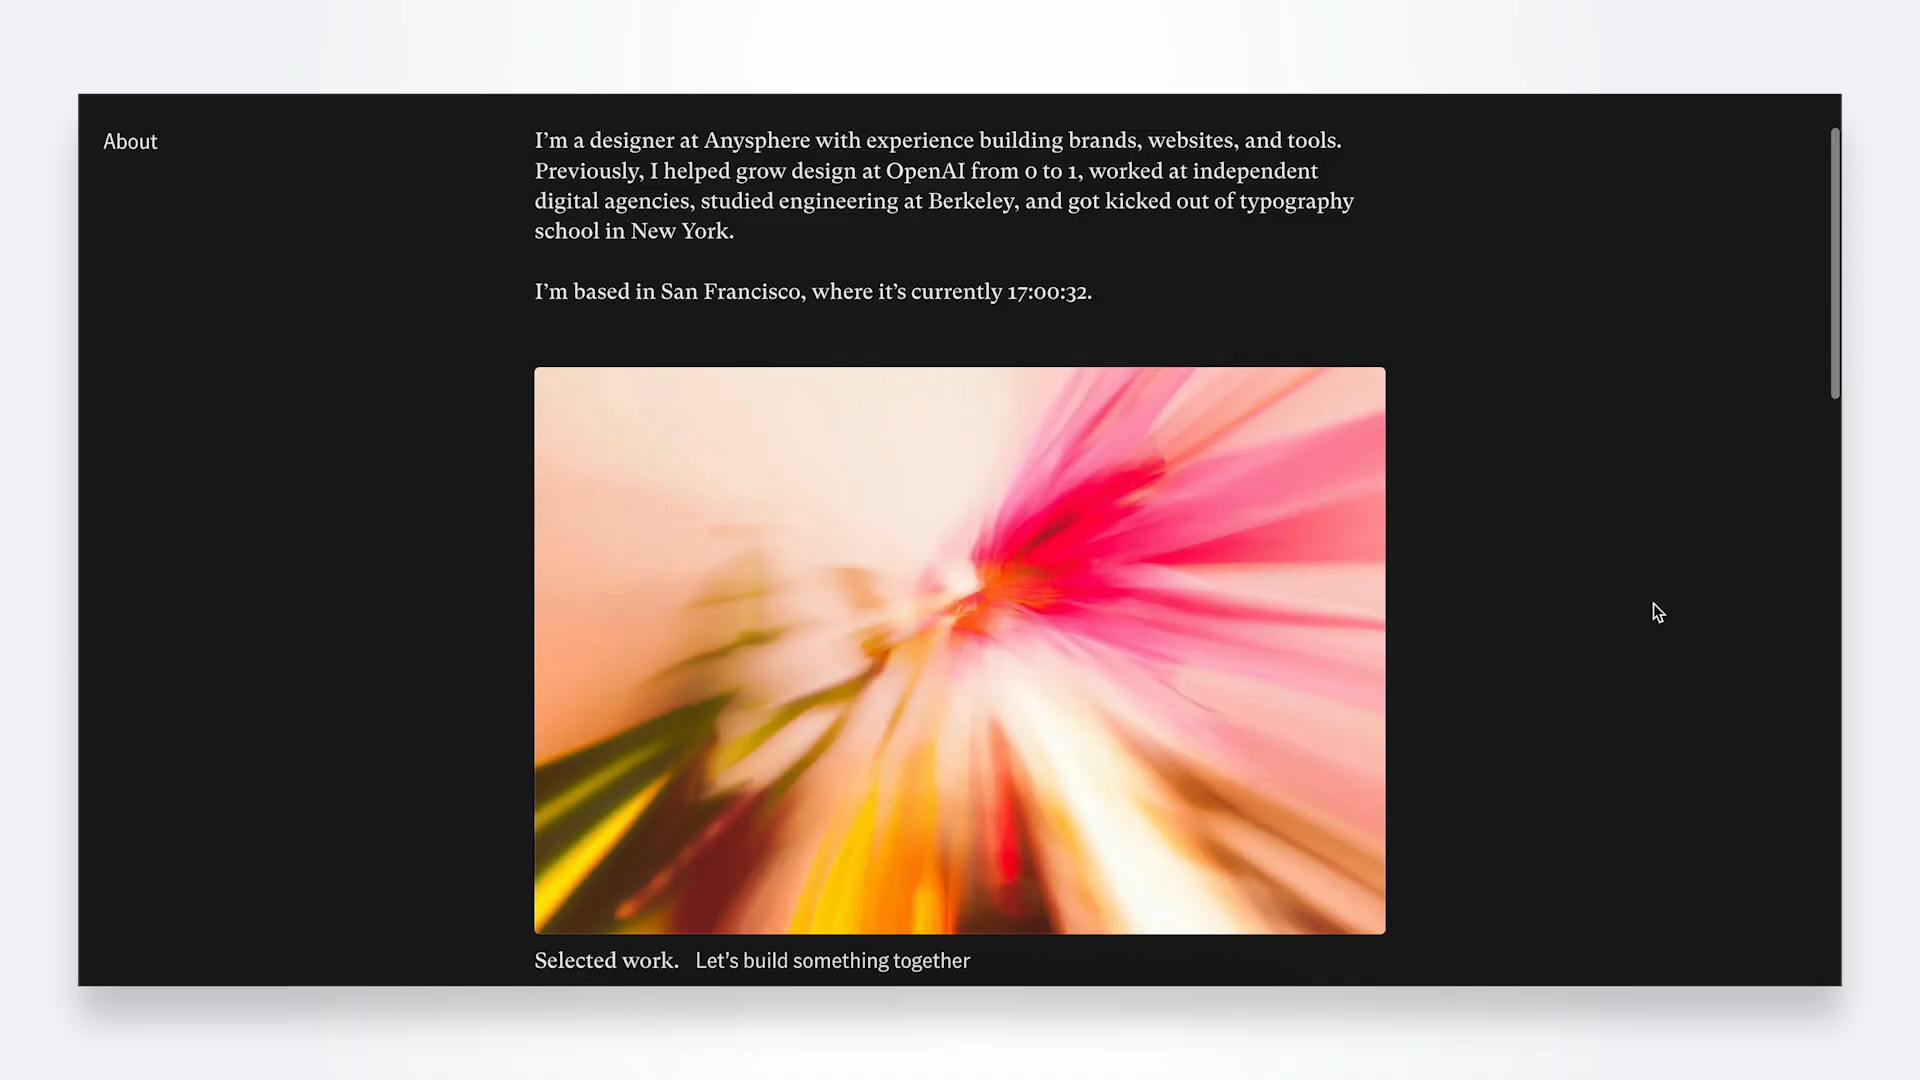 About
I’m a designer at Anysphere with experience building brands, websites, and tools.
Previously, I helped grow design at OpenAI from 0 to 1, worked at independent
digital agencies, studied engineering at Berkeley, and got kicked out of typography
school in New York.
I’m based in San Francisco, where it’s currently 17:00:32.
Selected work. Let’s build something together